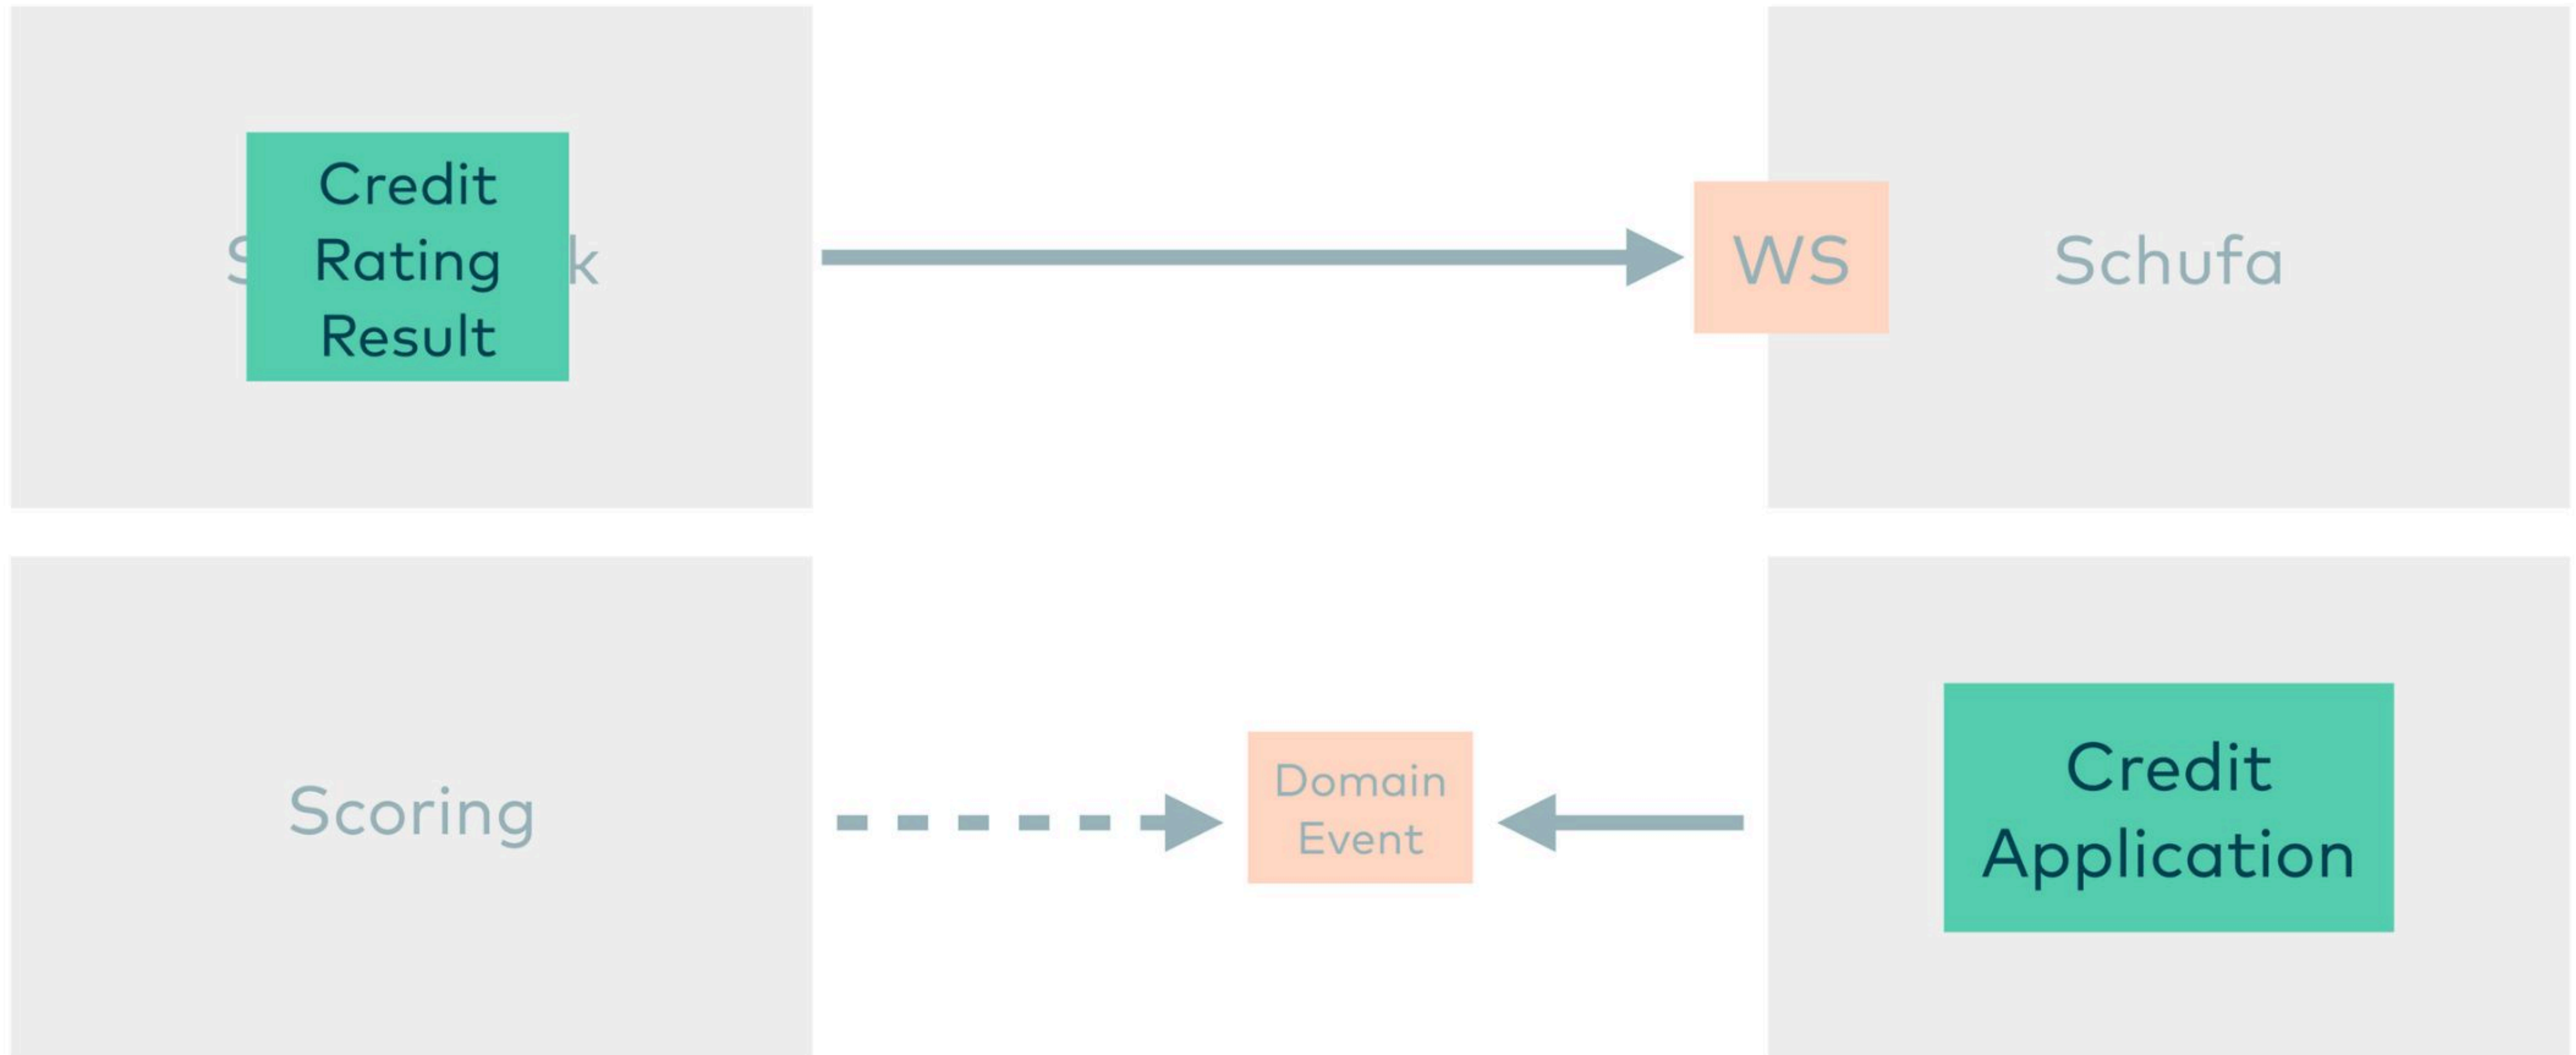 Credit
Rating
Result
WS
Schufa
Scoring
Domain
Event
Credit
Application